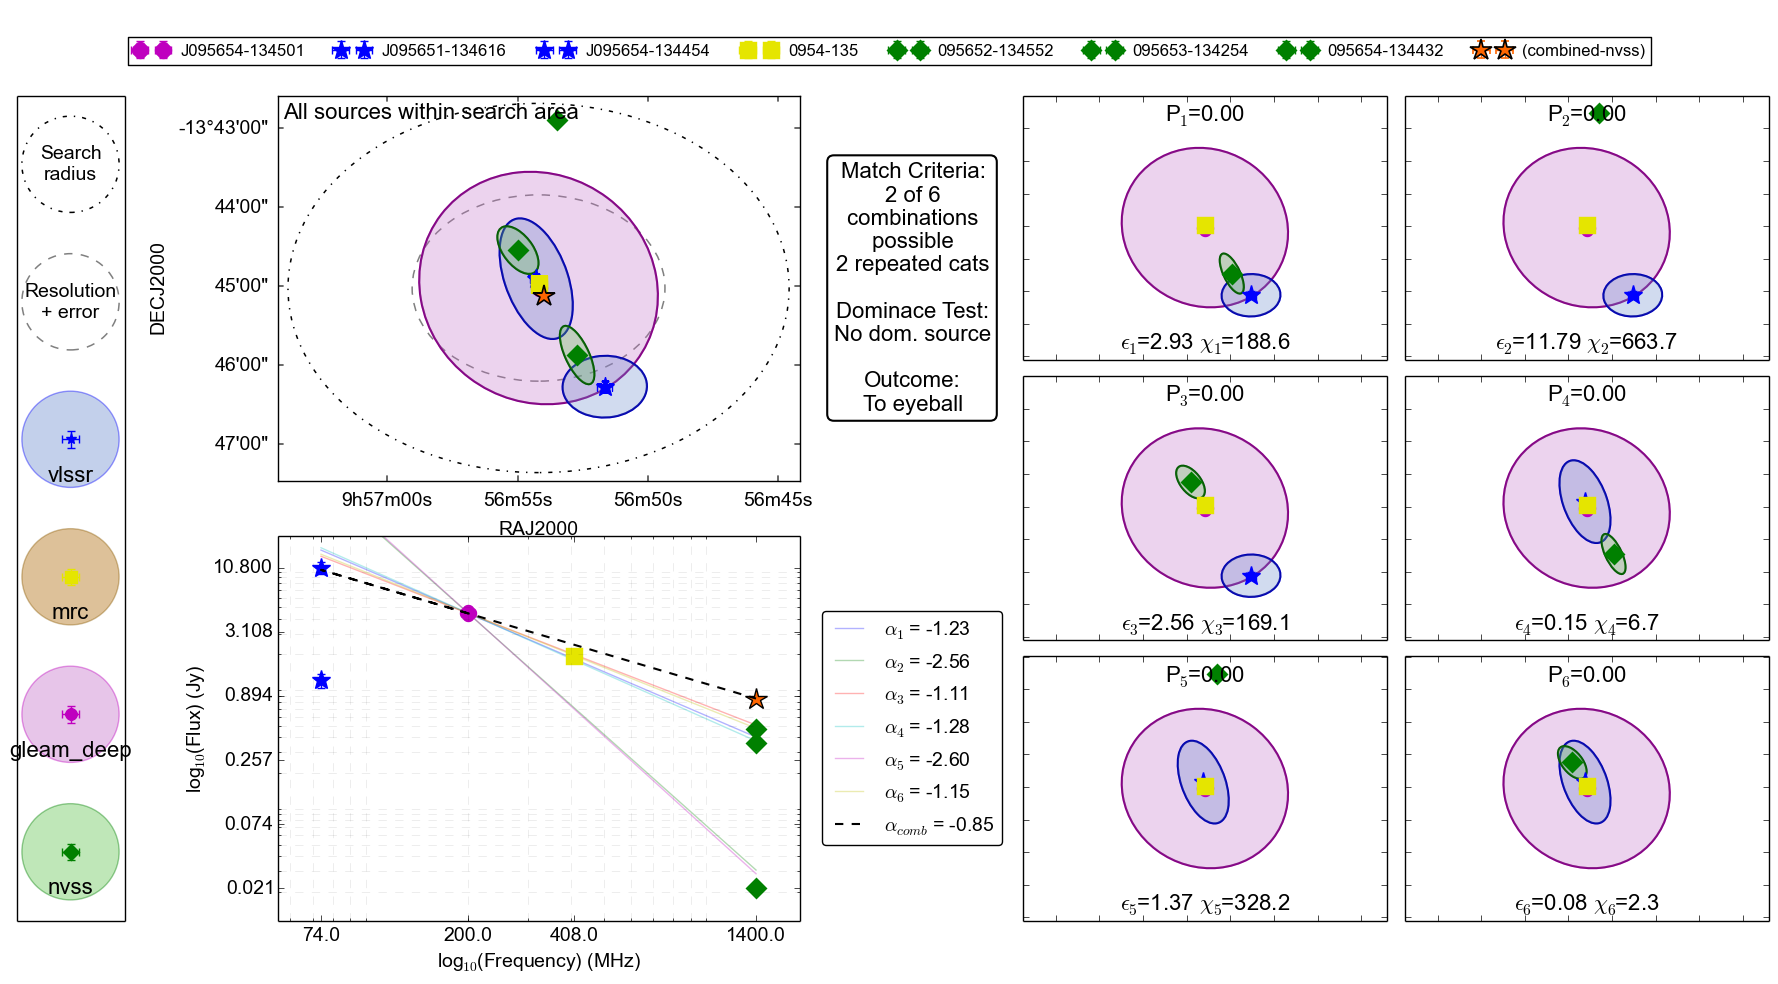 J095654-134501 J095651-134616 J095654-134454 0954-135 095652-134552 095653-134254 095654-134432 (combined-nvss)
Search
radius
Resolution
+ error
vlssr
mrc
gleam_deep
nvss
All sources within search area
DECJ2000
-13°43'00"
44'00"
45'00"
46'00"
47'00"
9h57m00s 56m55s 56m50s 56m45s
RAJ2000
Match Criteria:
2 of 6
combinations
possible
2 repeated cats
Dominace Test:
No dom. source
Outcome:
To eyeball
log₁₀(Flux) (Jy)
10.800
3.108
0.894
0.257
0.074
0.021
74.0 200.0 408.0 1400.0
log₁₀(Frequency) (MHz)
α₁ = -1.23
α₂ = -2.56
α₃ = -1.11
α₄ = -1.28
α₅ = -2.60
α₆ = -1.15
α_comb = -0.85
P₁=0.00
ϵ₁=2.93 χ₁=188.6
P₂=0.00
ϵ₂=11.79 χ₂=663.7
P₃=0.00
ϵ₃=2.56 χ₃=169.1
P₄=0.00
ϵ₄=0.15 χ₄=6.7
P₅=0.00
ϵ₅=1.37 χ₅=328.2
P₆=0.00
ϵ₆=0.08 χ₆=2.3